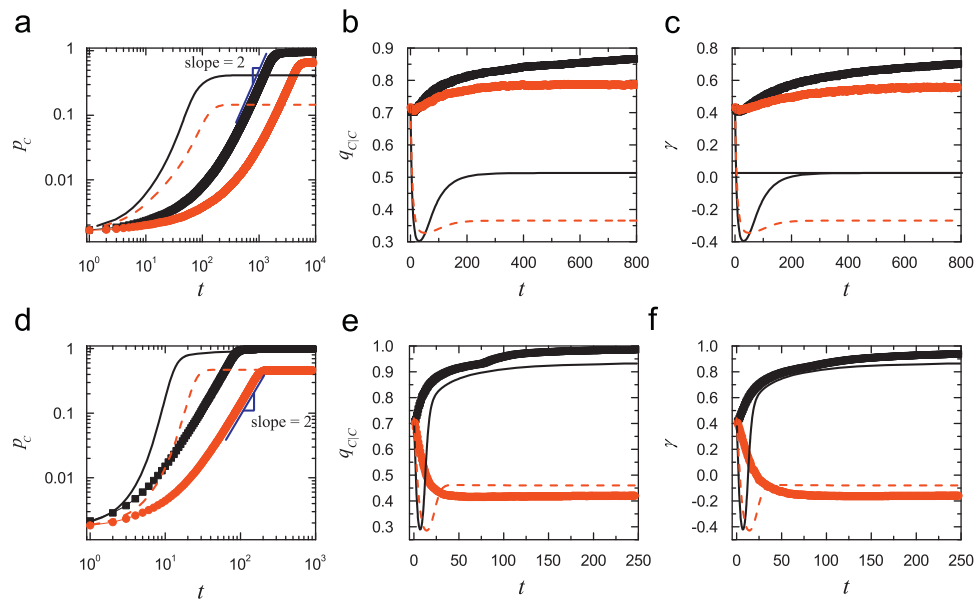 a
b
c
1
0.1
0.01
p_C
slope = 2
10^0 10^1 10^2 10^3 10^4
t
0.9
0.8
0.7
0.6
0.5
0.4
0.3
q_{C|C}
0 200 400 600 800
t
0.8
0.6
0.4
0.2
0.0
-0.2
-0.4
γ
0 200 400 600 800
t
d
e
f
1
0.1
0.01
p_C
slope = 2
10^0 10^1 10^2 10^3
t
1.0
0.9
0.8
0.7
0.6
0.5
0.4
0.3
q_{C|C}
0 50 100 150 200 250
t
1.0
0.8
0.6
0.4
0.2
0.0
-0.2
-0.4
γ
0 50 100 150 200 250
t